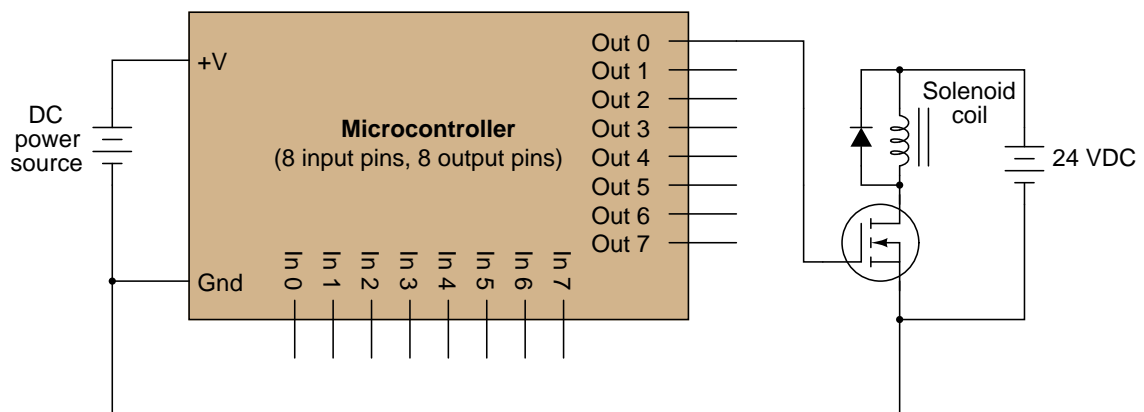 +V
DC
power
source
Microcontroller
(8 input pins, 8 output pins)
Gnd
Out 0
Out 1
Out 2
Out 3
Out 4
Out 5
Out 6
Out 7
In 0
In 1
In 2
In 3
In 4
In 5
In 6
In 7
Solenoid
coil
24 VDC